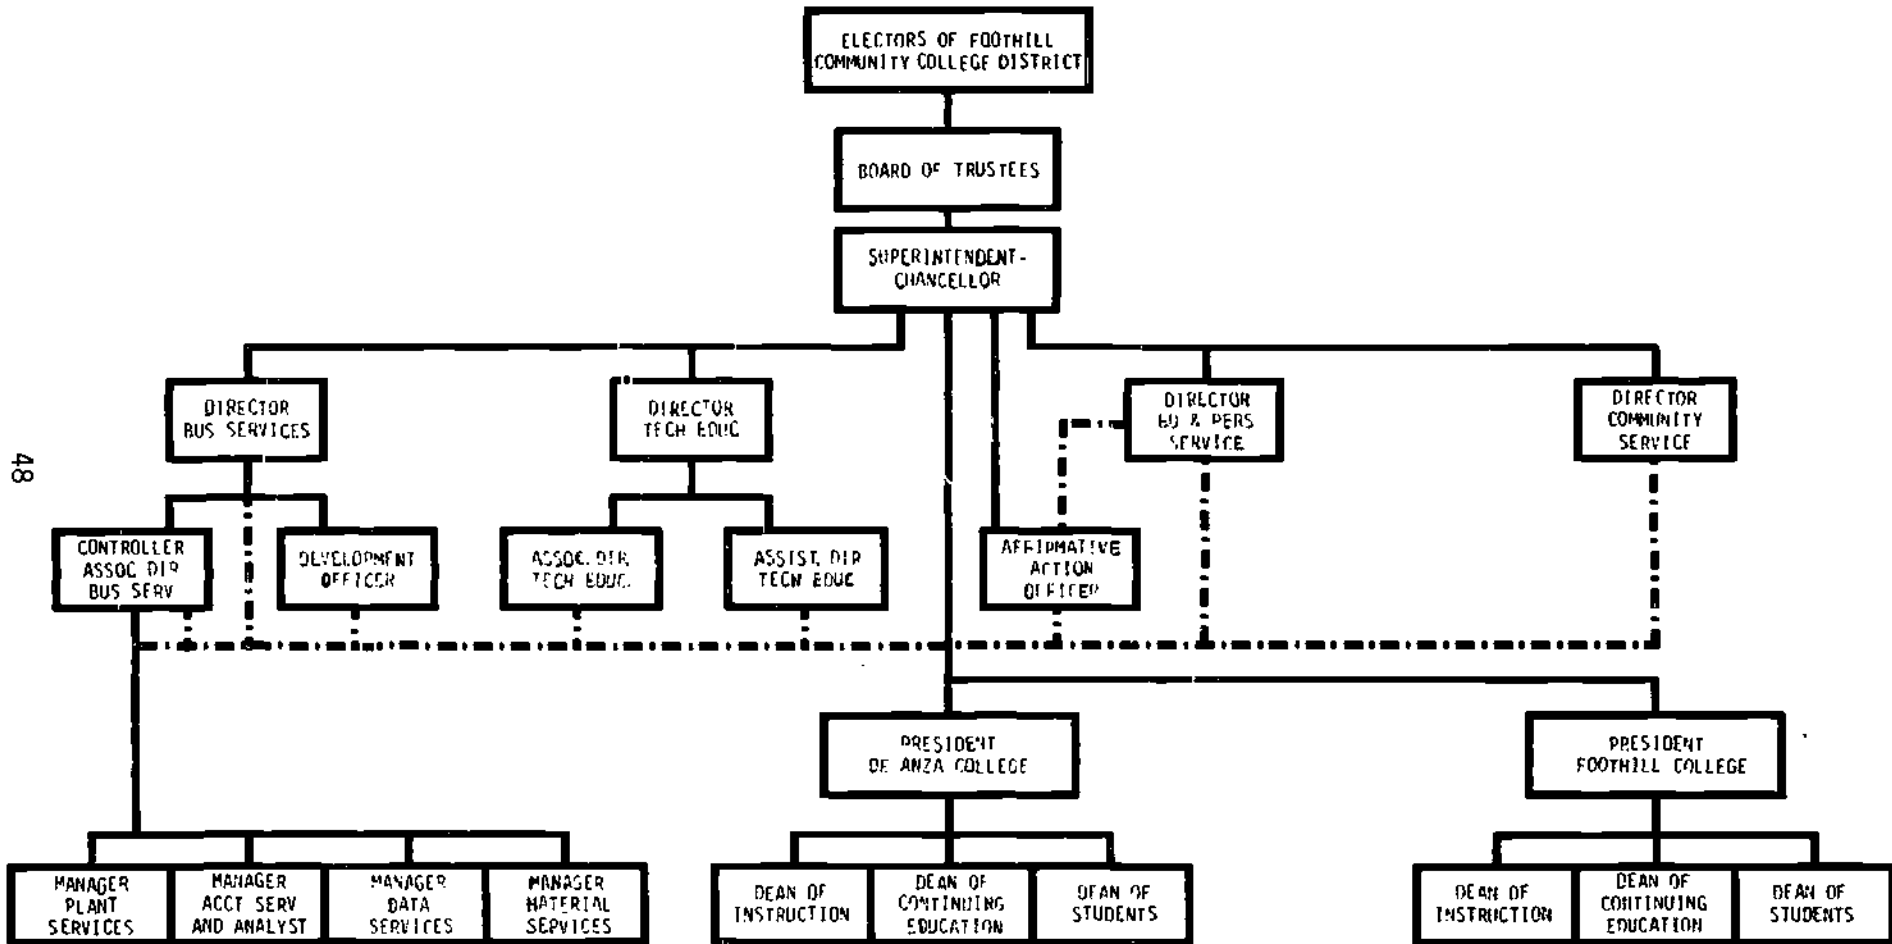 ELECTORS OF FOOTHILL
COMMUNITY COLLEGE DISTRICT
BOARD OF TRUSTEES
SUPERINTENDENT-
CHANCELLOR
DIRECTOR
BUS SERVICES
DIRECTOR
TECH EDUC
DIRECTOR
ED & PERS
SERVICE
DIRECTOR
COMMUNITY
SERVICE
48
CONTROLLER
ASSOC DIR
BUS SERV
DEVELOPMENT
OFFICER
ASSOC. DIR.
TECH EDUC.
ASSIST. DIR
TECH EDUC
AFFIRMATIVE
ACTION
OFFICER
PRESIDENT
DE ANZA COLLEGE
PRESIDENT
FOOTHILL COLLEGE
MANAGER
PLANT
SERVICES
MANAGER
ACCT SERV
AND ANALYST
MANAGER
DATA
SERVICES
MANAGER
MATERIAL
SERVICES
DEAN OF
INSTRUCTION
DEAN OF
CONTINUING
EDUCATION
DEAN OF
STUDENTS
DEAN OF
INSTRUCTION
DEAN OF
CONTINUING
EDUCATION
DEAN OF
STUDENTS